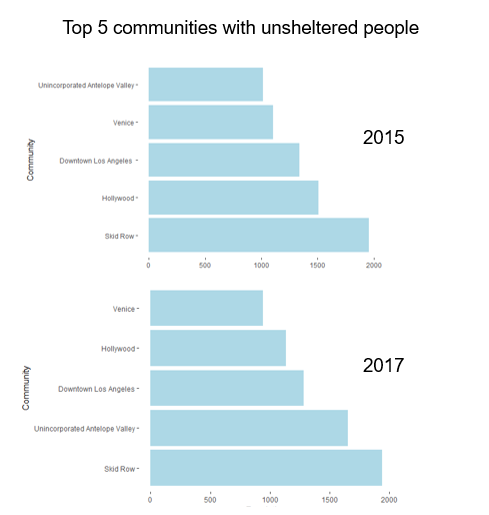 Top 5 communities with unsheltered people
Unincorporated Antelope Valley
Venice
2015
Downtown Los Angeles
Community
Hollywood
Skid Row
0 500 1000 1500 2000
Venice
Hollywood
2017
Downtown Los Angeles
Community
Unincorporated Antelope Valley
Skid Row
0 500 1000 1500 2000